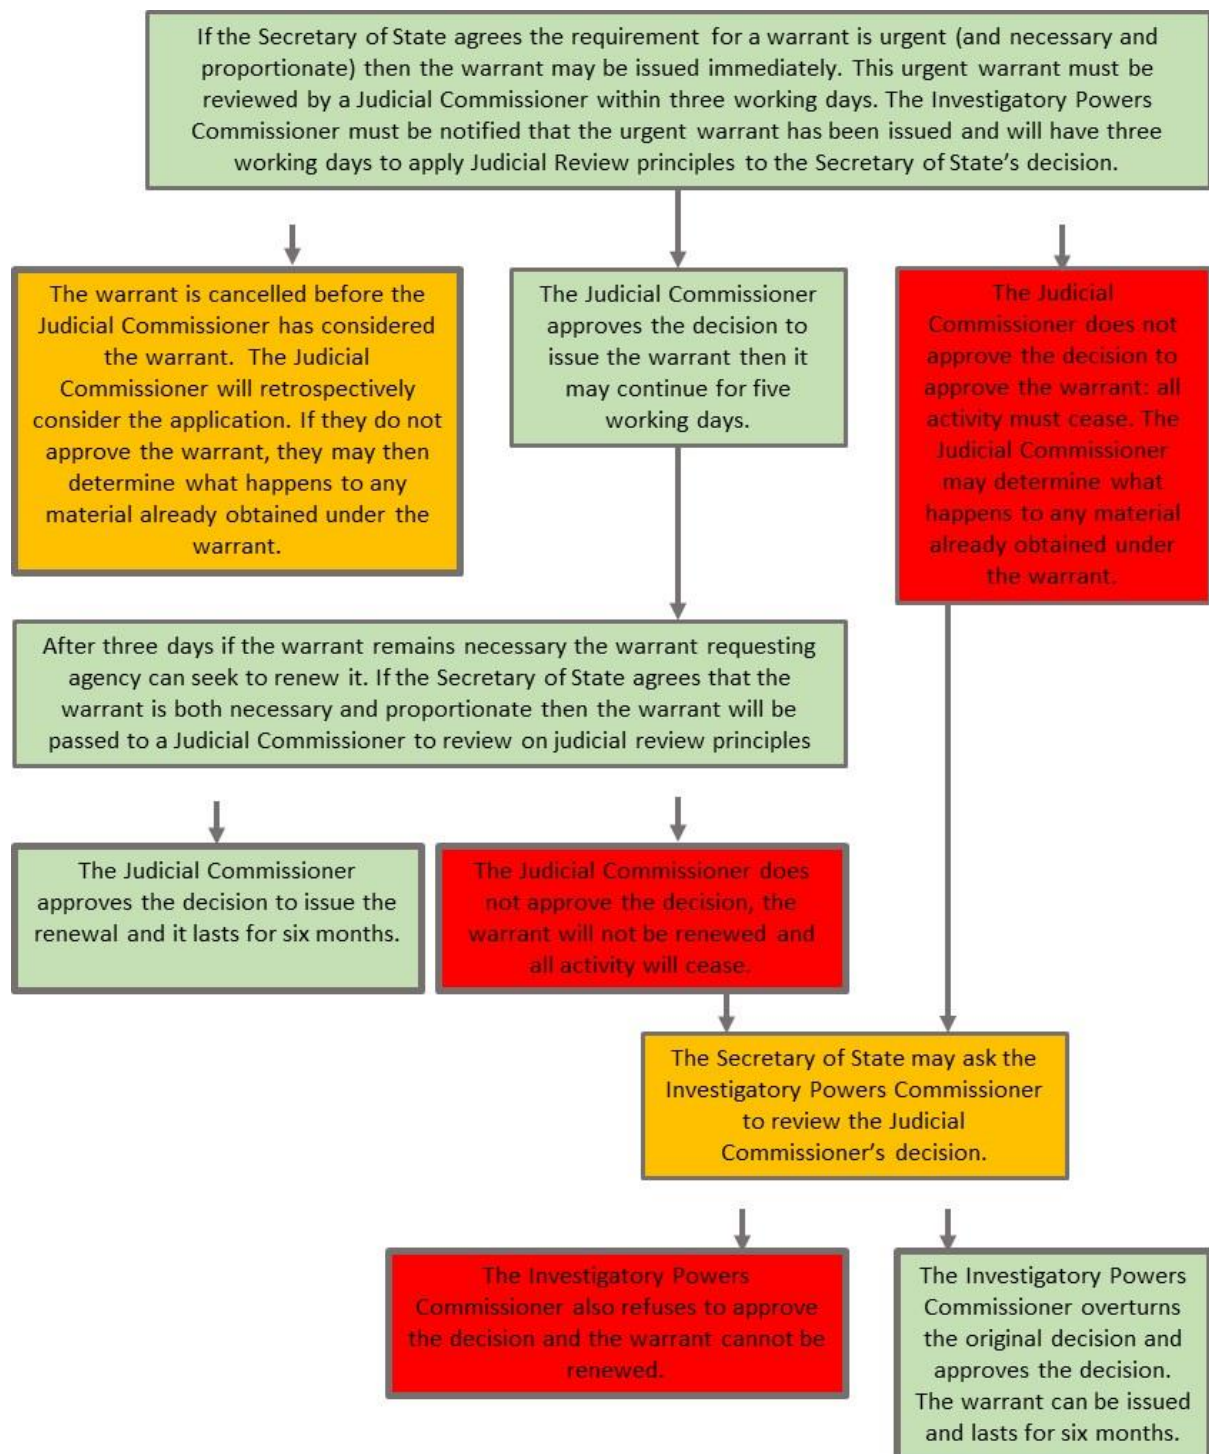 If the Secretary of State agrees the requirement for a warrant is urgent (and necessary and
proportionate) then the warrant may be issued immediately. This urgent warrant must be
reviewed by a Judicial Commissioner within three working days. The Investigatory Powers
Commissioner must be notified that the urgent warrant has been issued and will have three
working days to apply Judicial Review principles to the Secretary of State’s decision.
The warrant is cancelled before the
Judicial Commissioner has considered
the warrant. The Judicial
Commissioner will retrospectively
consider the application. If they do not
approve the warrant, they may then
determine what happens to any
material already obtained under the
warrant.
The Judicial Commissioner
approves the decision to
issue the warrant then it
may continue for five
working days.
The Judicial
Commissioner does not
approve the decision to
approve the warrant: all
activity must cease. The
Judicial Commissioner
may determine what
happens to any material
already obtained under
the warrant.
After three days if the warrant remains necessary the warrant requesting
agency can seek to renew it. If the Secretary of State agrees that the
warrant is both necessary and proportionate then the warrant will be
passed to a Judicial Commissioner to review on judicial review principles
The Judicial Commissioner
approves the decision to issue the
renewal and it lasts for six months.
The Judicial Commissioner does
not approve the decision, the
warrant will not be renewed and
all activity will cease.
The Secretary of State may ask the
Investigatory Powers Commissioner
to review the Judicial
Commissioner’s decision.
The Investigatory Powers
Commissioner also refuses to approve
the decision and the warrant cannot be
renewed.
The Investigatory Powers
Commissioner overturns
the original decision and
approves the decision.
The warrant can be issued
and lasts for six months.